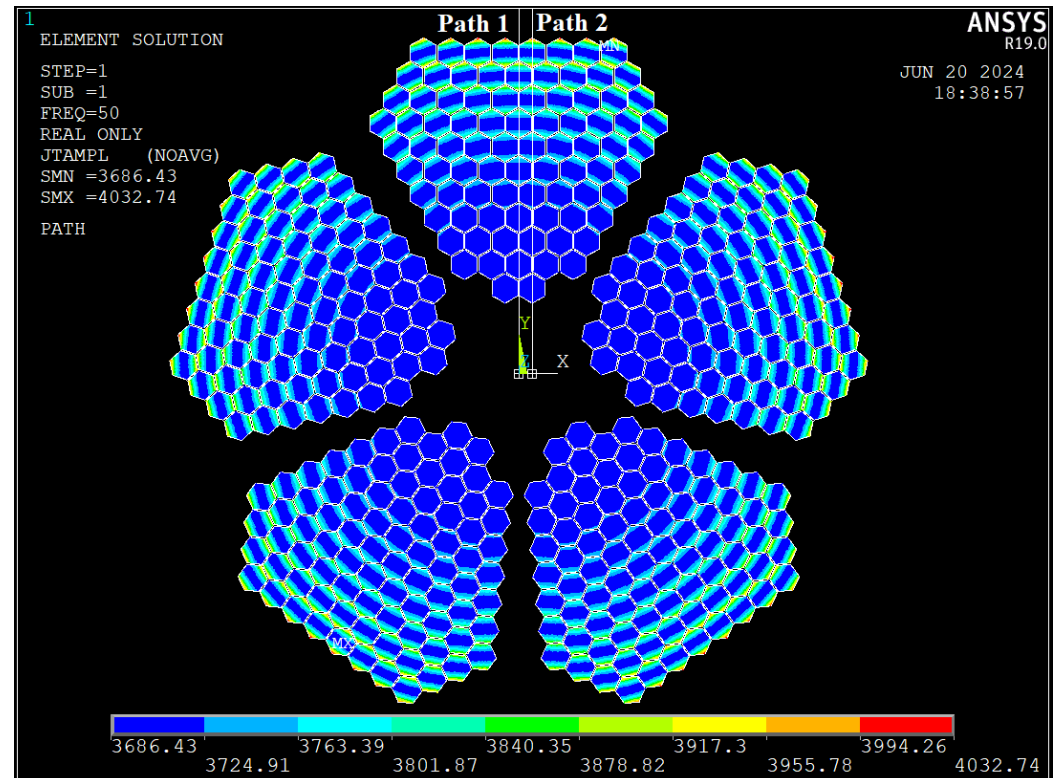 1
Path 1 Path 2
ANSYS
R19.0
ELEMENT SOLUTION
STEP=1
SUB =1
FREQ=50
REAL ONLY
JTAMPL (NOAVG)
SMN =3686.43
SMX =4032.74
PATH
JUN 20 2024
18:38:57
MN
Y
Z
X
MX
3686.43 3763.39 3840.35 3917.3 3994.26
3724.91 3801.87 3878.82 3955.78 4032.74